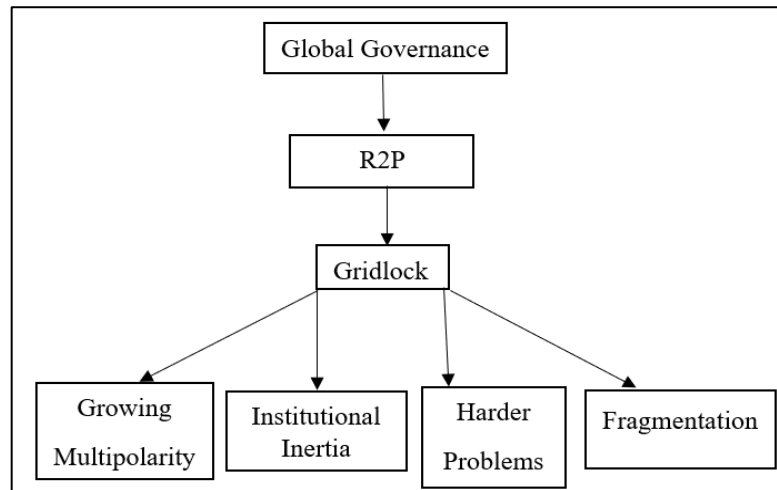 Global Governance
R2P
Gridlock
Growing
Multipolarity
Institutional
Inertia
Harder
Problems
Fragmentation